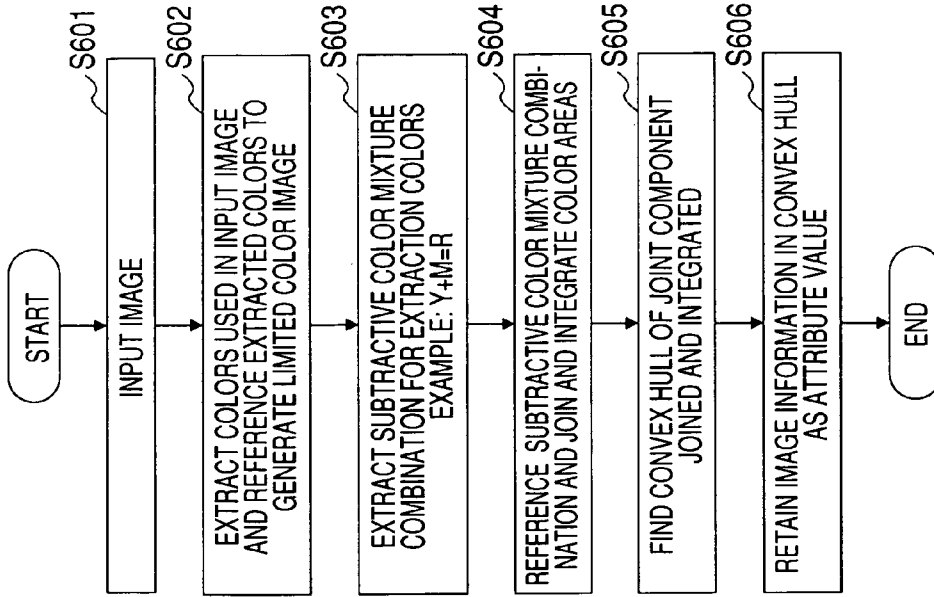 START
S601
INPUT IMAGE
S602
EXTRACT COLORS USED IN INPUT IMAGE
AND REFERENCE EXTRACTED COLORS TO
GENERATE LIMITED COLOR IMAGE
S603
EXTRACT SUBTRACTIVE COLOR MIXTURE
COMBINATION FOR EXTRACTION COLORS
EXAMPLE: Y+M=R
S604
REFERENCE SUBTRACTIVE COLOR MIXTURE COMBI-
NATION AND JOIN AND INTEGRATE COLOR AREAS
S605
FIND CONVEX HULL OF JOINT COMPONENT
JOINED AND INTEGRATED
S606
RETAIN IMAGE INFORMATION IN CONVEX HULL
AS ATTRIBUTE VALUE
END